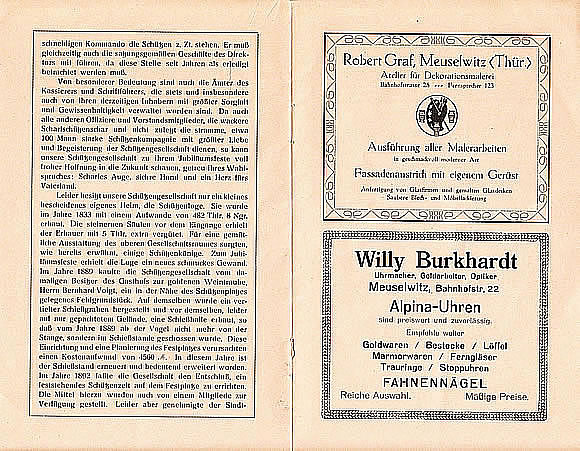 schneidigen Kommando die Schützen z. Zt. stehen. Er muß
gleichzeitig auch die satzungsgemäßen Geschäfte des Direk-
tors mit führen, da diese Stelle seit Jahren als erledigt
betrachtet werden muß.
Von besonderer Bedeutung sind auch die Ämter des
Kassierers und Schriftführers, die stets und insbesondere
auch von ihren derzeitigen Inhabern mit größter Sorgfalt
und Gewissenhaftigkeit verwaltet worden sind. Da auch
alle anderen Offiziere und Vorstandsmitglieder, die wackere
Scharfschützenschar und nicht zuletzt die stramme, etwa
100 Mann starke Schützenkompagnie mit größter Liebe
und Begeisterung der Schützengesellschaft dienen, so kann
unsre Schützengesellschaft zu ihrem Jubiläumsfeste voll
froher Hoffnung in die Zukunft schauen, getreu ihres Wahl-
spruches: Scharfes Auge, sichre Hand und ein Herz fürs
Vaterland.
Leider besitzt unsere Schützengesellschaft nur ein kleines
bescheidenes eigenes Heim, die Schützenloge. Sie wurde
im Jahre 1833 mit einem Aufwande von 482 Thlr. 8 Ngr.
erbaut. Die steinernen Säulen vor dem Eingange erhielt
der Erbauer mit 5 Thlr. extra vergütet. Für eine gemüt-
liche Ausstattung des oberen Gesellschaftsraumes sorgten,
wie bereits erwähnt, einige Schützenkönige. Zum Jubi-
läumsfeste erhielt die Loge ein neues schmuckes Gewand.
Im Jahre 1889 kaufte die Schützengesellschaft vom da-
maligen Besitzer des Gasthofs zur goldenen Weintraube,
Herrn Bernhard Voigt, ein in der Nähe des Schützenplatzes
gelegenes Feldgrundstück. Auf demselben wurde ein ver-
tiefter Schießgraben hergestellt und vor demselben, leider
auf nur gepachtetem Gelände, eine Schießhalle erbaut, so
daß vom Jahre 1889 ab der Vogel nicht mehr von der
Stange, sondern im Schießstande geschossen wurde. Diese
Einrichtung und eine Planierung des Festplatzes verursachten
einen Kostenaufwand von 4500 M. In diesem Jahre ist
der Schießstand erneuert und bedeutend erweitert worden.
Im Jahre 1892 faßte die Gesellschaft den Entschluß, ein
feststehendes Schützenzelt auf dem Festplatze zu errichten.
Die Mittel hierzu wurden auch von einem Mitgliede zur
Verfügung gestellt. Leider aber genehmigte der Stadt-
Robert Graf, Meuselwitz (Thür.)
Atelier für Dekorationsmalerei
Bahnhofstrasse 28 --- Fernsprecher 123
Ausführung aller Malerarbeiten
in geschmackvoll moderner Art
Fassadenanstrich mit eigenem Gerüst
Anfertigung von Glasfirmen und gemalten Glasdecken
Saubere Blech- und Möbellackierung
Willy Burkhardt
Uhrmacher, Goldarbeiter, Optiker
Meuselwitz, Bahnhofstr. 22
Alpina-Uhren
sind preiswert und zuverlässig.
Empfehle weiter
Goldwaren / Bestecke / Löffel
Marmorwaren / Ferngläser
Trauringe / Stoppuhren
FAHNENNÄGEL
Reiche Auswahl. Mäßige Preise.